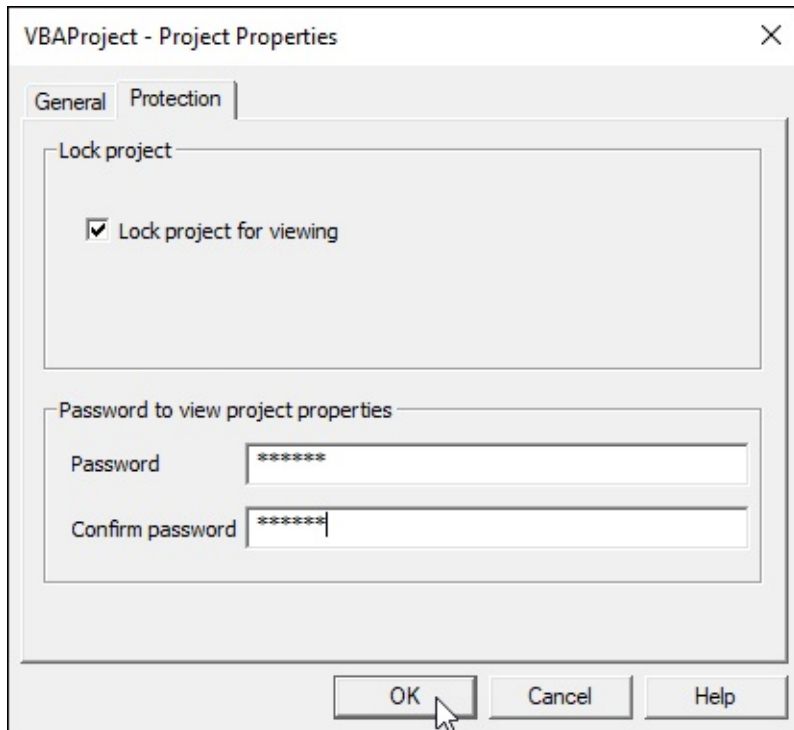 VBAProject - Project Properties
General Protection
Lock project
Lock project for viewing
Password to view project properties
Password ******
Confirm password ******
OK Cancel Help